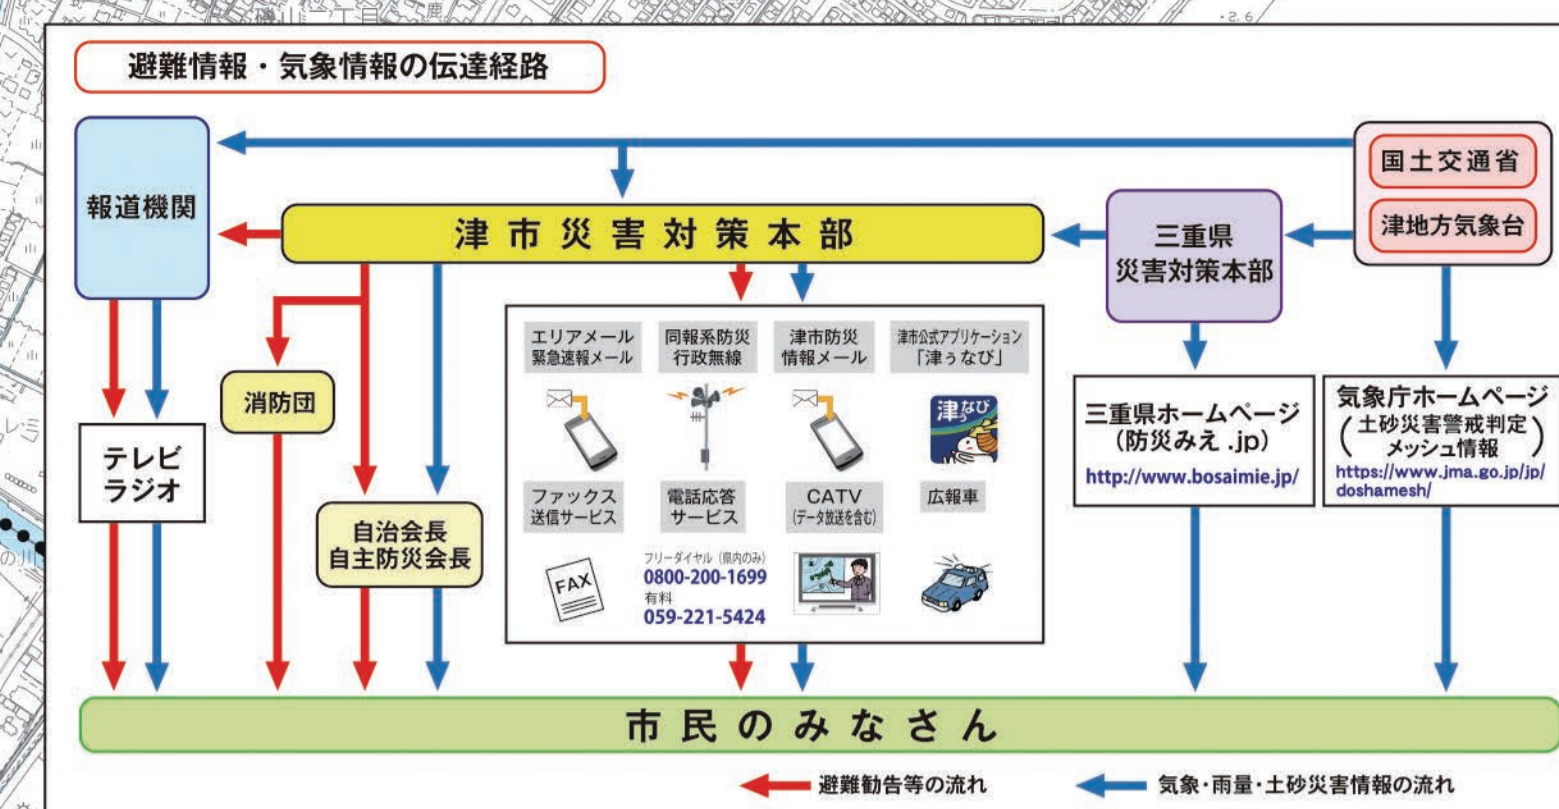 磯山一丁目
・2.6
避難情報・気象情報の伝達経路
報道機関
国土交通省
津地方気象台
津市災害対策本部
三重県
災害対策本部
エリアメール
緊急速報メール
同報系防災
行政無線
津市防災
情報メール
津市公式アプリケーション
「津ぅなび」
津ぅなび
消防団
テレビ
ラジオ
自治会長
自主防災会長
ファックス
送信サービス
電話応答
サービス
CATV
(データ放送を含む)
広報車
FAX
フリーダイヤル（県内のみ）
0800-200-1699
有料
059-221-5424
三重県ホームページ
（防災みえ.jp）
http://www.bosaimie.jp/
気象庁ホームページ
（土砂災害警戒判定
メッシュ情報）
https://www.jma.go.jp/jp/
doshamesh/
市民のみなさん
避難勧告等の流れ
気象・雨量・土砂災害情報の流れ